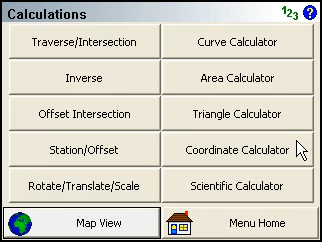 Calculations 123 ?
Traverse/Intersection
Curve Calculator
Inverse
Area Calculator
Offset Intersection
Triangle Calculator
Station/Offset
Coordinate Calculator
Rotate/Translate/Scale
Scientific Calculator
Map View
Menu Home